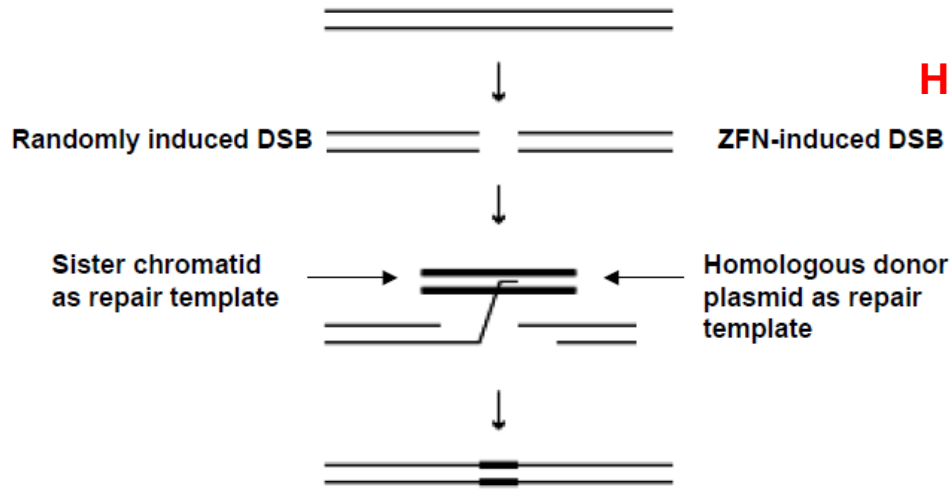 H
Randomly induced DSB
ZFN-induced DSB
Sister chromatid
as repair template
Homologous donor
plasmid as repair
template